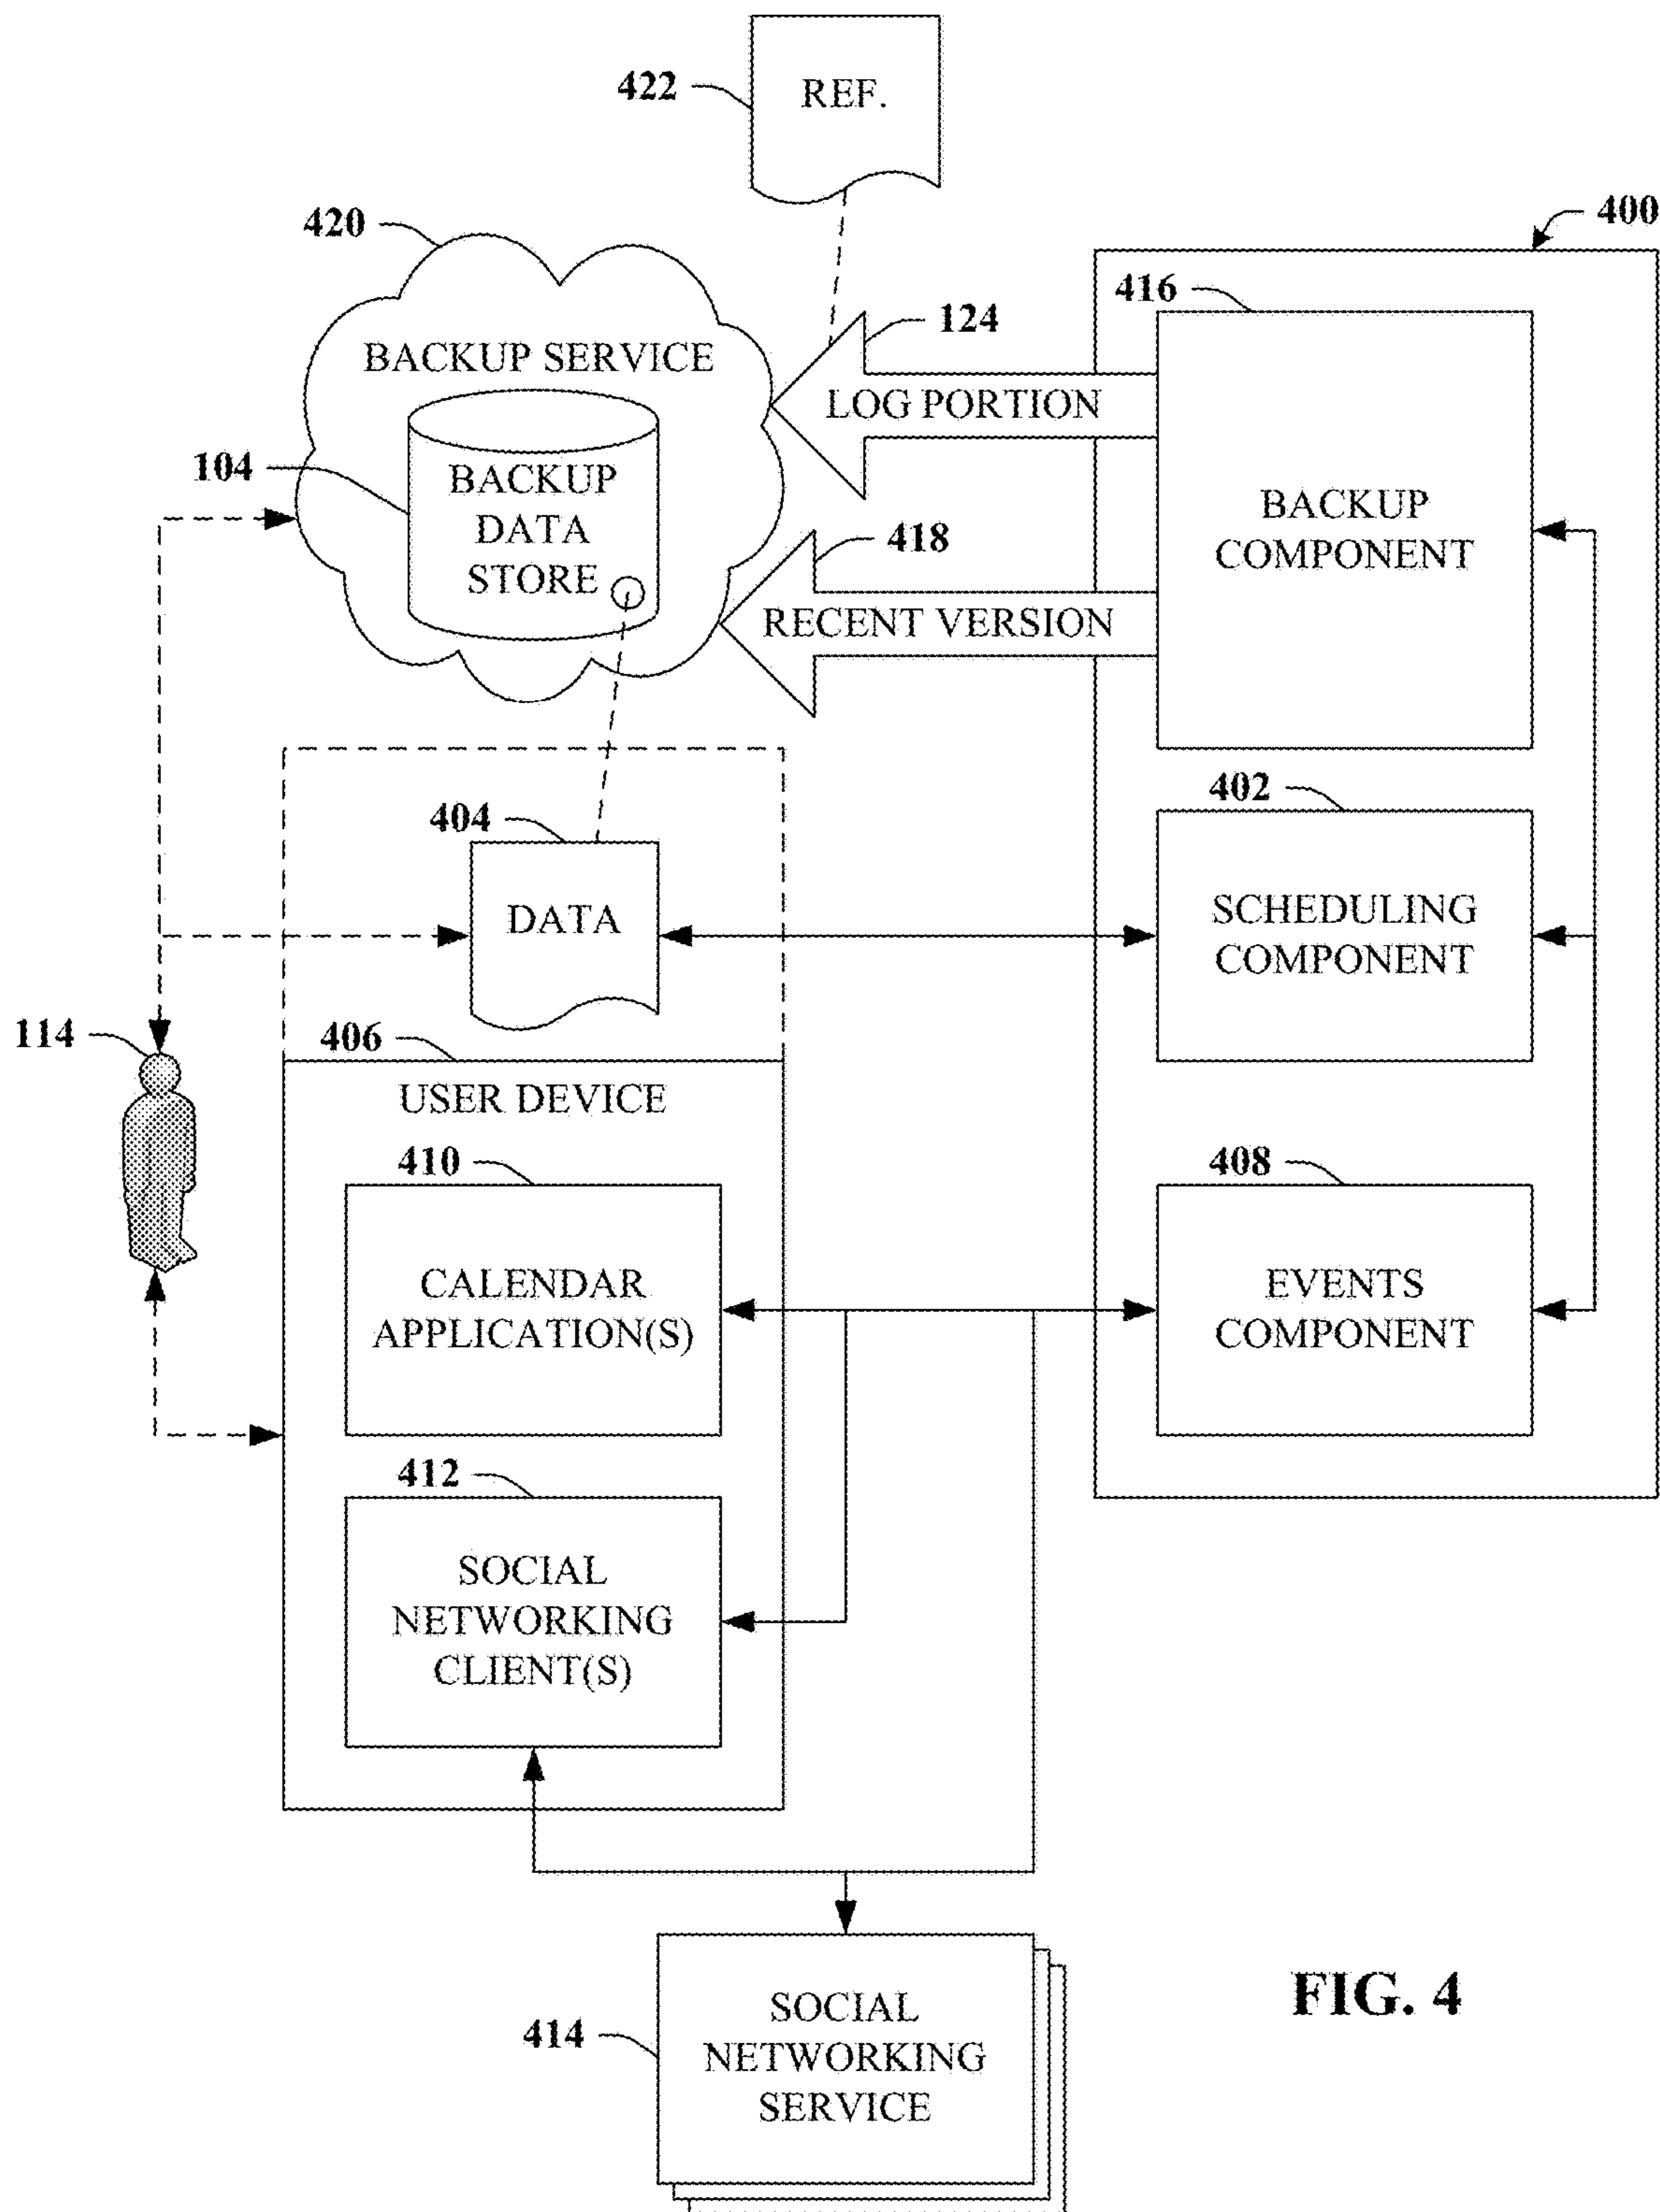 422
REF.
420
400
416
124
BACKUP SERVICE
LOG PORTION
104
BACKUP
DATA
STORE
BACKUP
COMPONENT
418
RECENT VERSION
402
404
DATA
SCHEDULING
COMPONENT
114
406
USER DEVICE
410
408
CALENDAR
APPLICATION(S)
EVENTS
COMPONENT
412
SOCIAL
NETWORKING
CLIENT(S)
414
SOCIAL
NETWORKING
SERVICE
FIG. 4